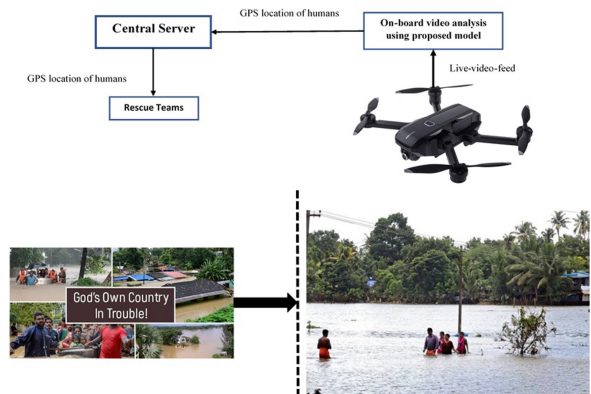 GPS location of humans
Central Server
On-board video analysis
using proposed model
GPS location of humans
Live-video-feed
Rescue Teams
God's Own Country
In Trouble!